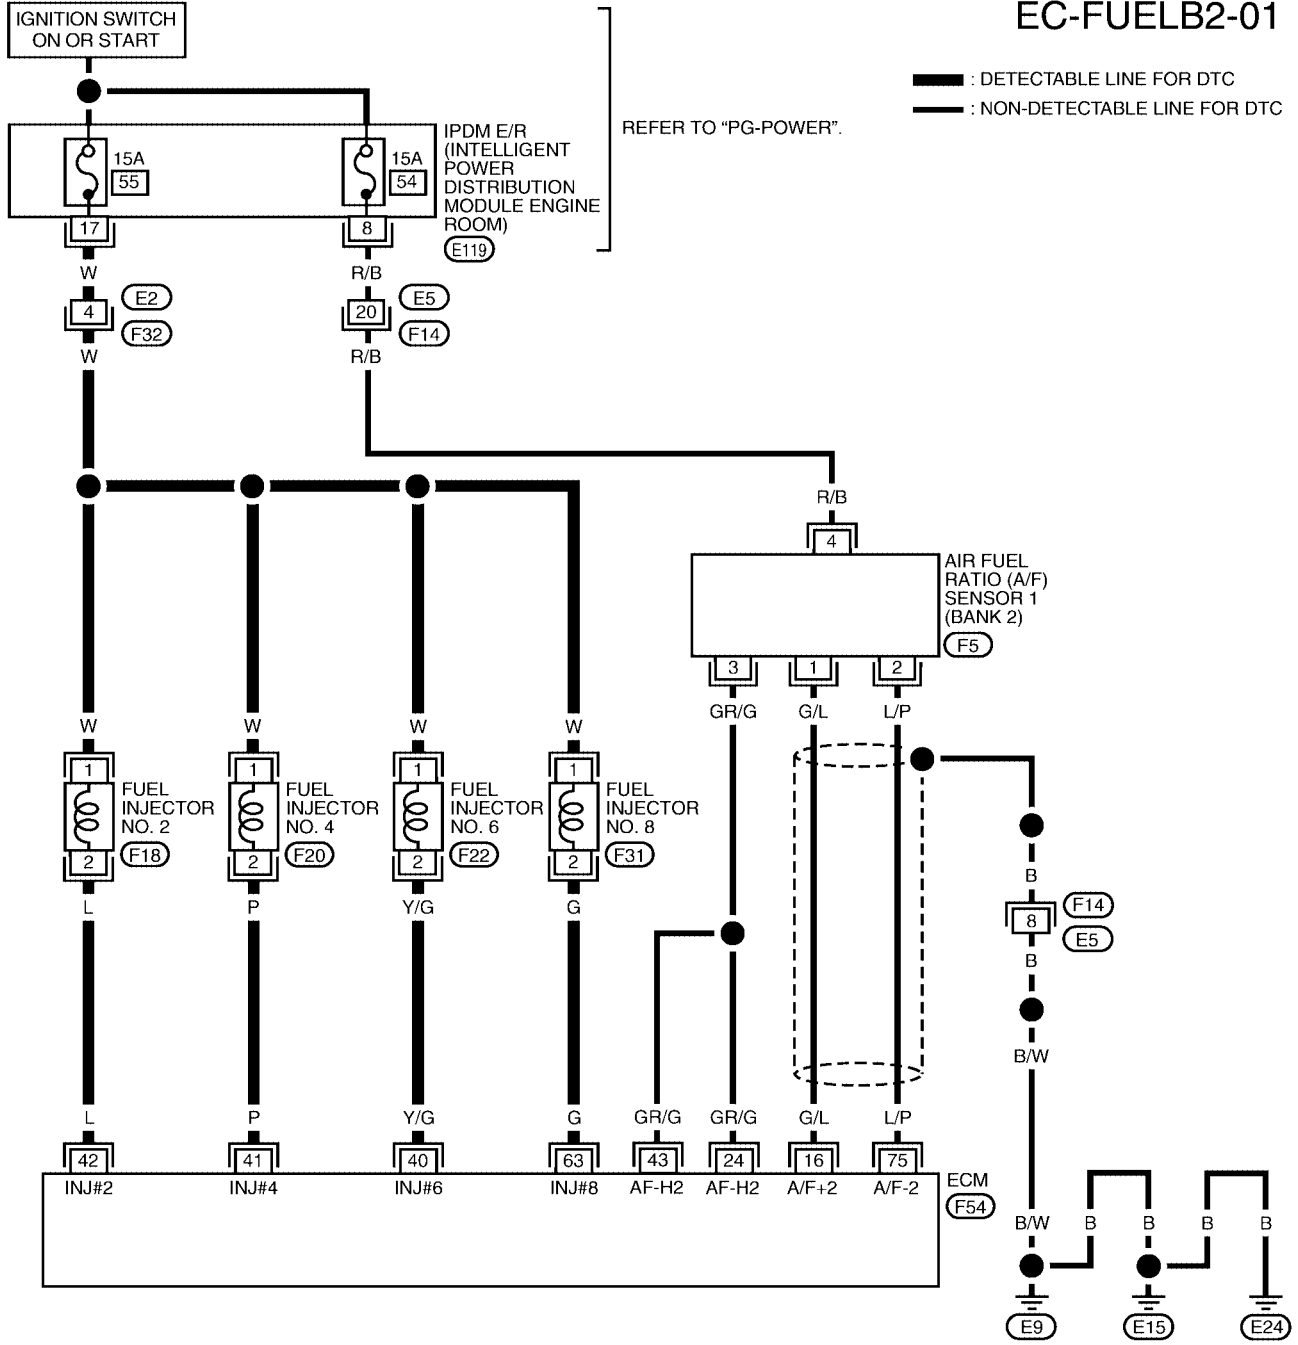 EC-FUELB2-01
IGNITION SWITCH
ON OR START
: DETECTABLE LINE FOR DTC
: NON-DETECTABLE LINE FOR DTC
REFER TO "PG-POWER".
15A
55
15A
54
IPDM E/R
(INTELLIGENT
POWER
DISTRIBUTION
MODULE ENGINE
ROOM)
E119
17
8
W
R/B
4
E2
F32
20
E5
F14
W
R/B
R/B
4
AIR FUEL
RATIO (A/F)
SENSOR 1
(BANK 2)
F5
3
1
2
GR/G
G/L
L/P
W
W
W
W
1
FUEL
INJECTOR
NO. 2
F18
2
1
FUEL
INJECTOR
NO. 4
F20
2
1
FUEL
INJECTOR
NO. 6
F22
2
1
FUEL
INJECTOR
NO. 8
F31
2
L
P
Y/G
G
B
8
F14
E5
B
B/W
L
P
Y/G
G
GR/G
GR/G
G/L
L/P
42
41
40
63
43
24
16
75
INJ#2
INJ#4
INJ#6
INJ#8
AF-H2
AF-H2
A/F+2
A/F-2
ECM
F54
B/W
B
B
B
B
E9
E15
E24